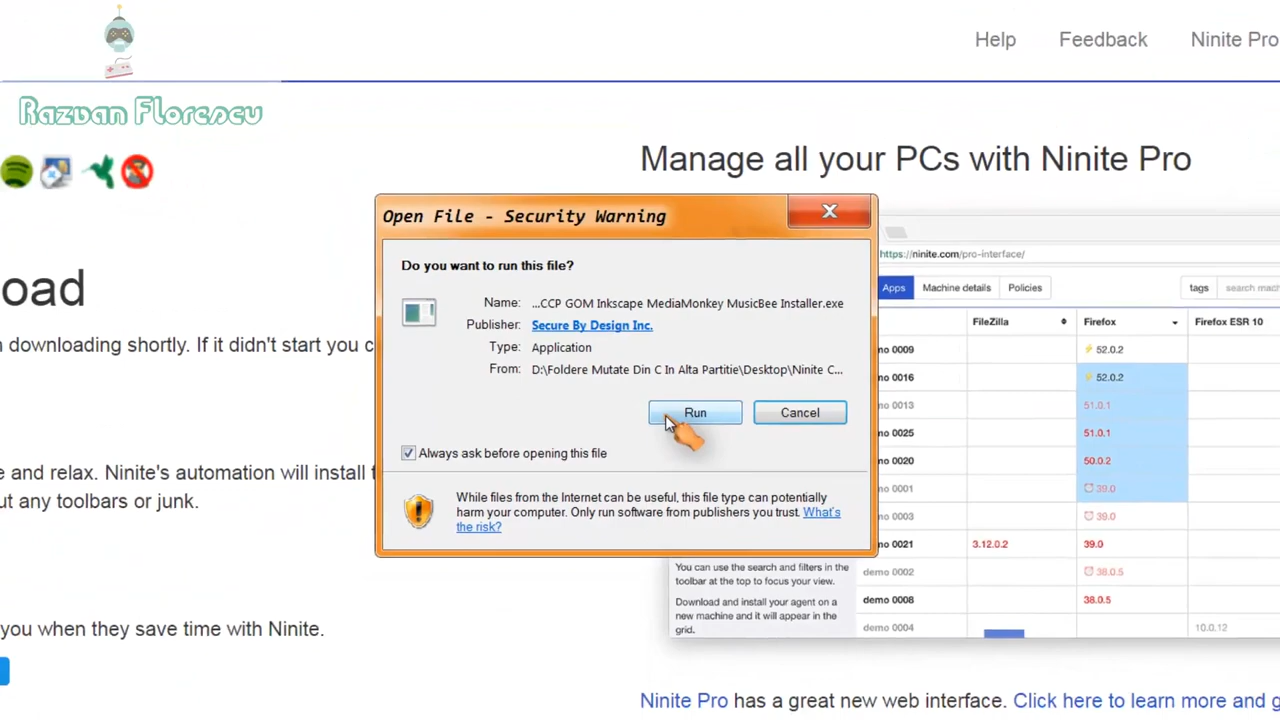 Help Feedback Ninite Pro
Razvan Florescu
Manage all your PCs with Ninite Pro
Open File - Security Warning
Do you want to run this file?
Name: ...CCP GOM Inkscape MediaMonkey MusicBee Installer.exe
Publisher: Secure By Design Inc.
Type: Application
From: D:\Foldere Mutate Din C In Alta Partitie\Desktop\Ninite C...
Run Cancel
Always ask before opening this file
While files from the Internet can be useful, this file type can potentially
harm your computer. Only run software from publishers you trust. What's
the risk?
oad
n downloading shortly. If it didn't start you c
e and relax. Ninite's automation will install t
ut any toolbars or junk.
you when they save time with Ninite.
https://ninite.com/pro-interface/
Apps Machine details Policies tags search mac
FileZilla Firefox Firefox ESR 10
mo 0009 52.0.2
mo 0016 52.0.2
mo 0013 51.0.1
mo 0025 51.0.1
mo 0020 50.0.2
mo 0001 39.0
mo 0003 39.0
mo 0021 3.12.0.2 39.0
demo 0002 38.0.5
demo 0008 38.0.5
demo 0004 10.0.12
You can use the search and filters in the
toolbar at the top to focus your view.
Download and install your agent on a
new machine and it will appear in the
grid.
Ninite Pro has a great new web interface. Click here to learn more and g